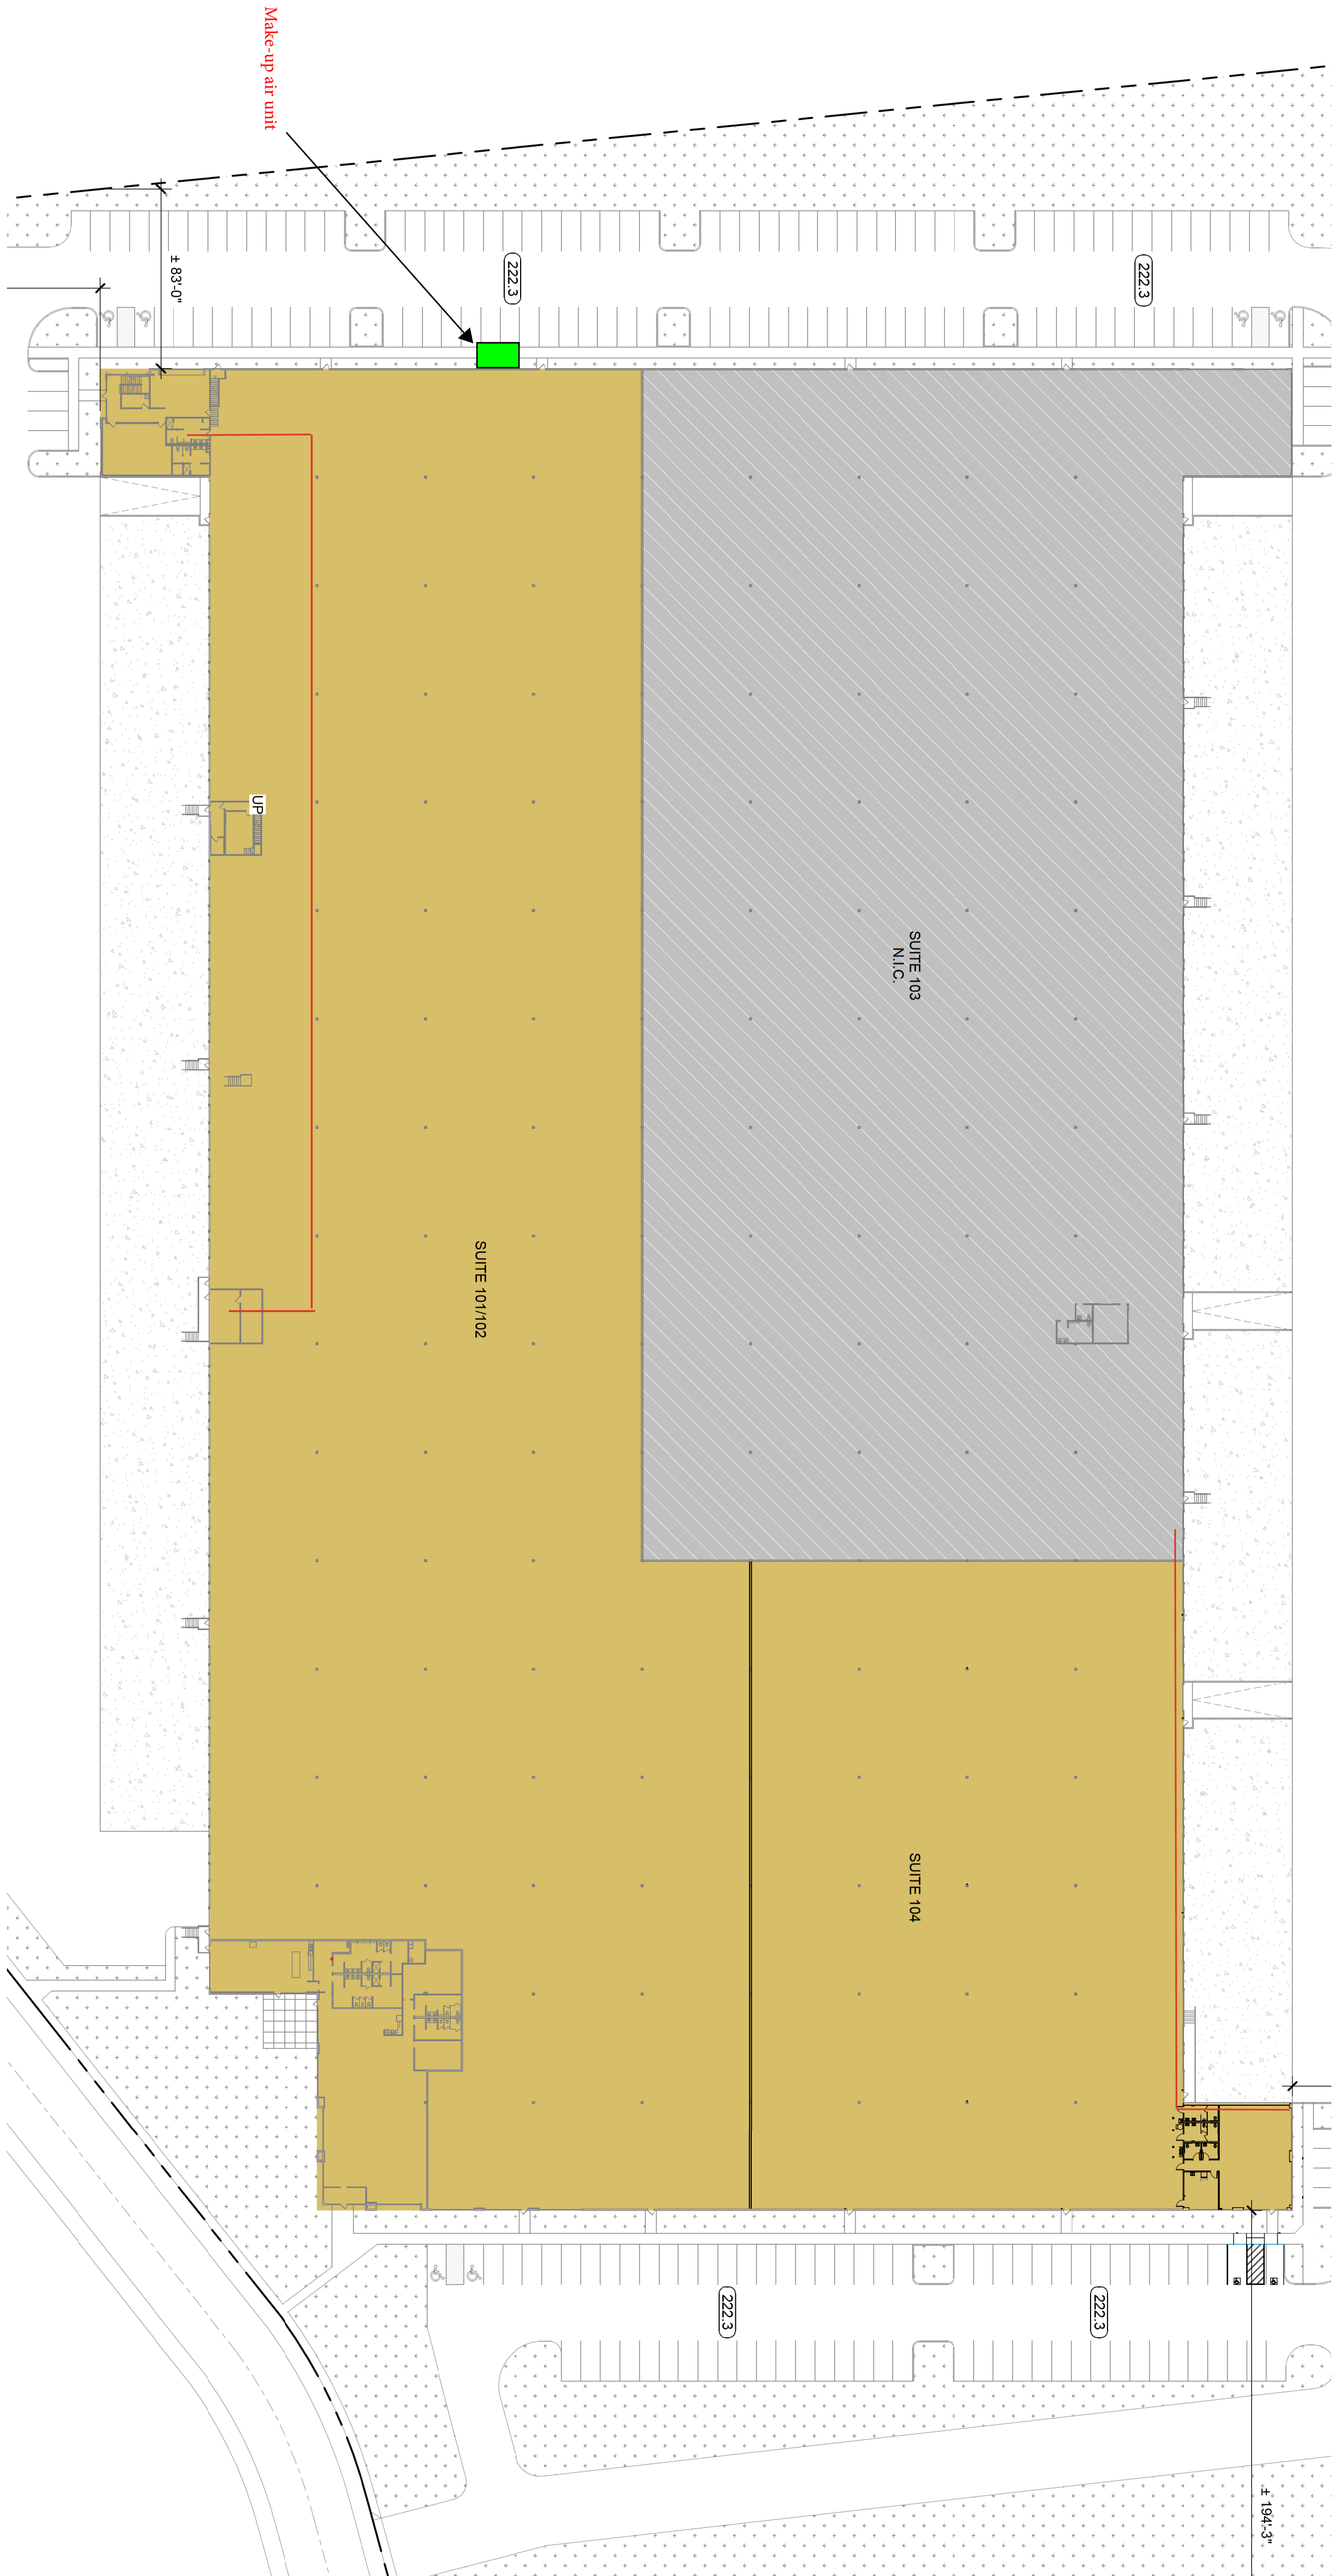 Make-up air unit
222.3
222.3
± 83'-0"
UP
SUITE 103
N.I.C.
SUITE 101/102
SUITE 104
222.3
222.3
± 194'-3"